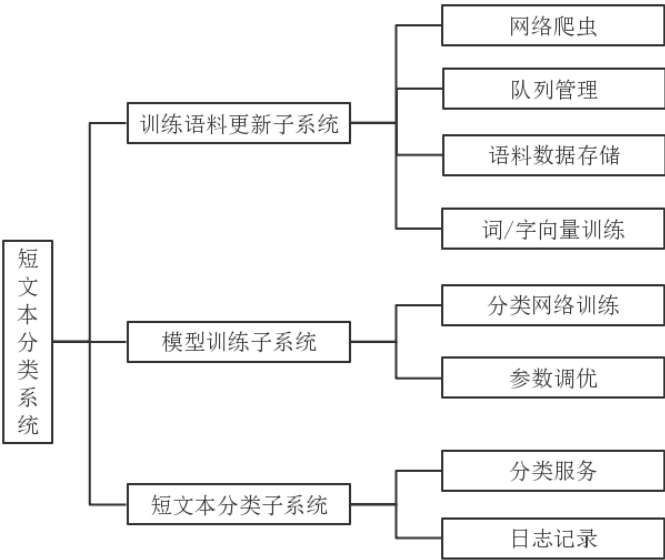 短文本分类系统
训练语料更新子系统
网络爬虫
队列管理
语料数据存储
词/字向量训练
模型训练子系统
分类网络训练
参数调优
短文本分类子系统
分类服务
日志记录